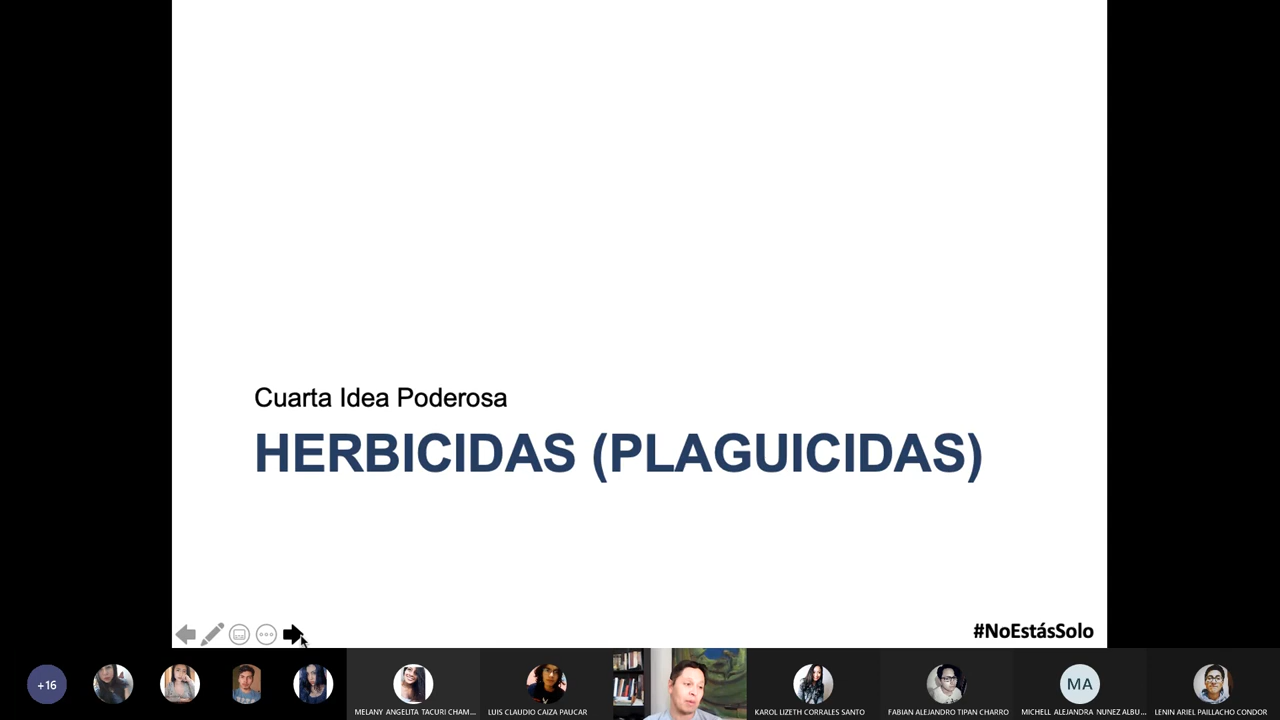 Cuarta Idea Poderosa
HERBICIDAS (PLAGUICIDAS)
#NoEstásSolo
+16
MELANY ANGELITA TACURI CHAM...
LUIS CLAUDIO CAIZA PAUCAR
KAROL LIZETH CORRALES SANTO
FABIAN ALEJANDRO TIPAN CHARRO
MA
MICHELL ALEJANDRA NUNEZ ALBU...
LENIN ARIEL PAILLACHO CONDOR